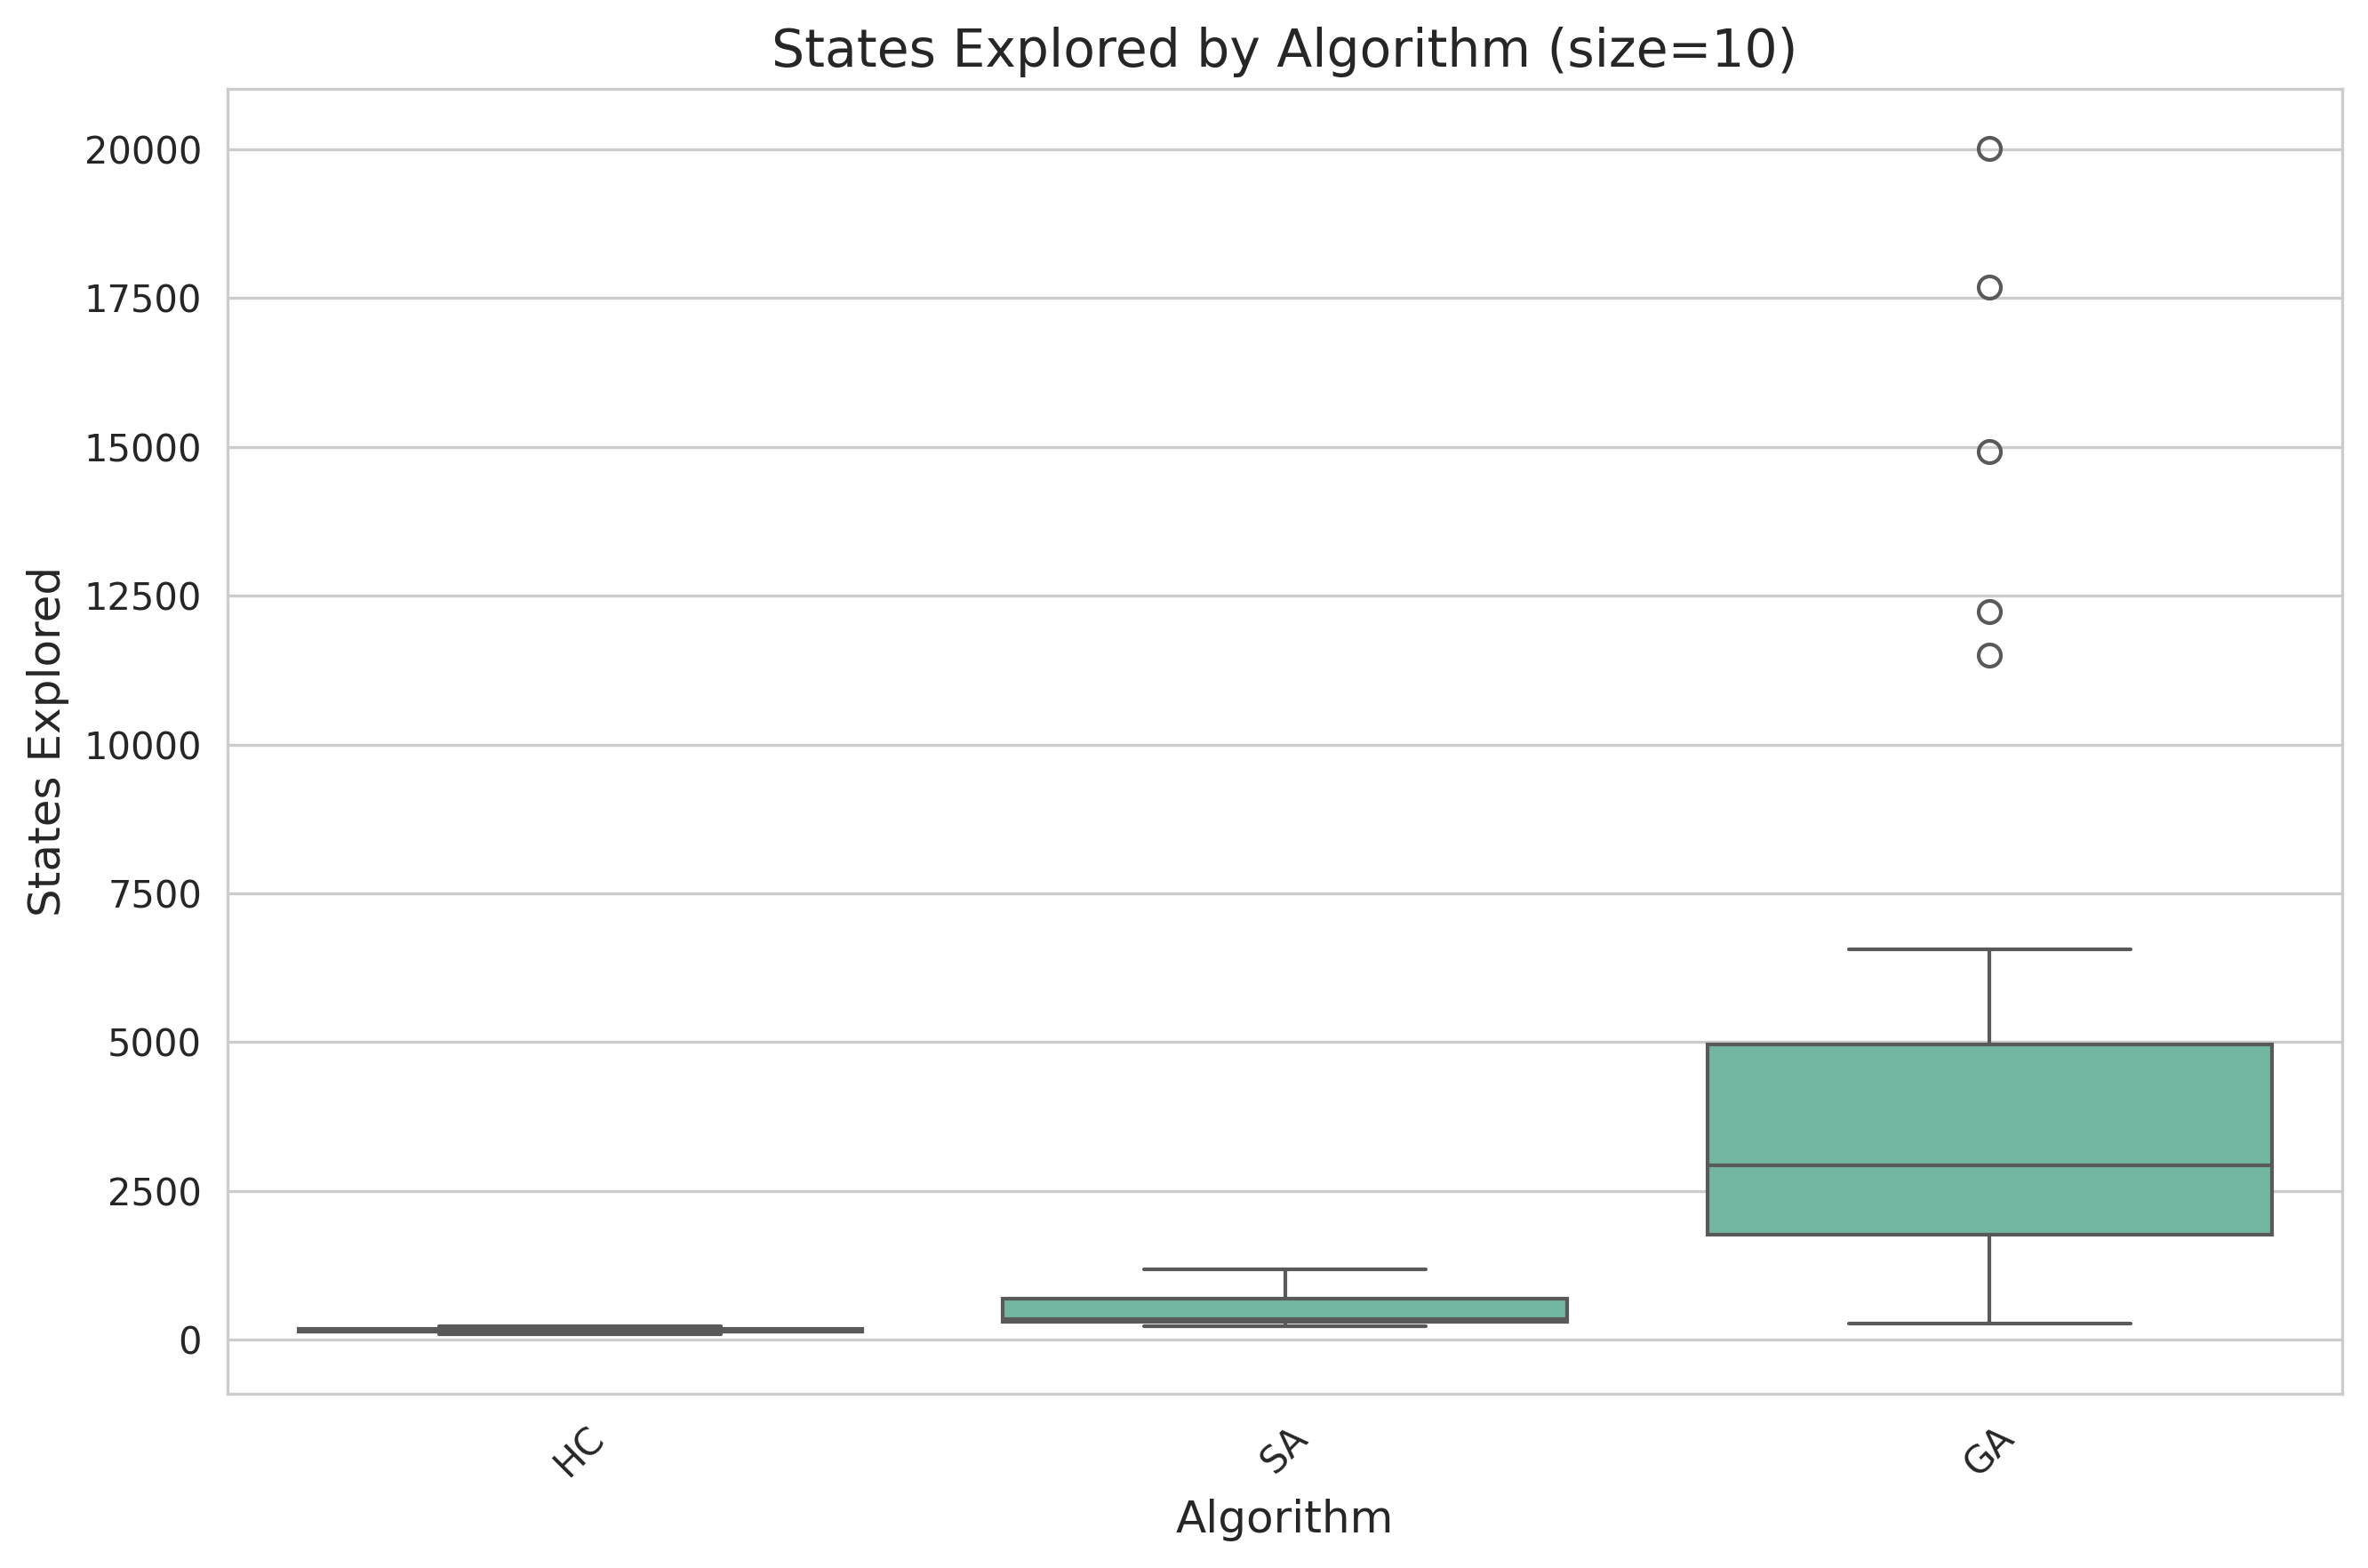 States Explored by Algorithm (size=10)
States Explored
20000
17500
15000
12500
10000
7500
5000
2500
0
HC
SA
GA
Algorithm